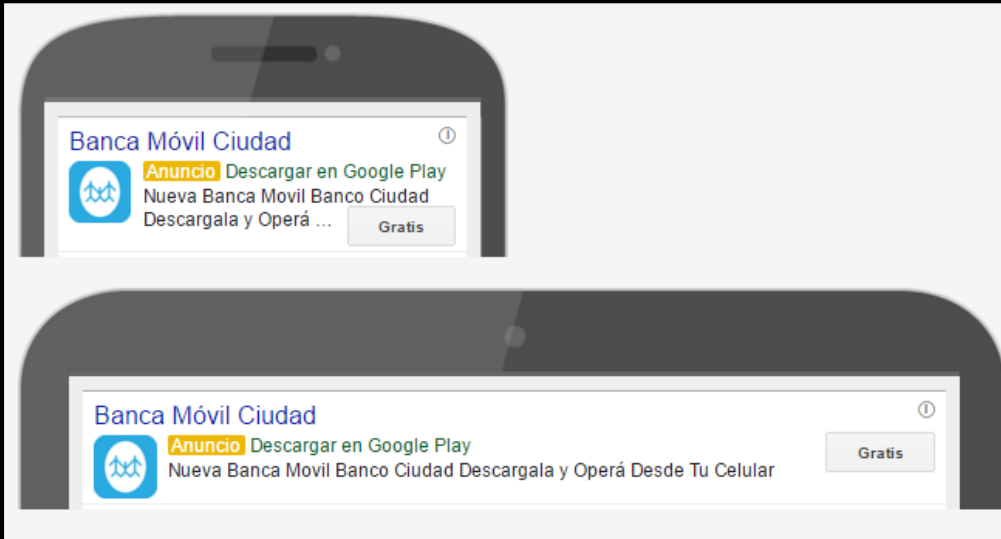 Banca Móvil Ciudad
Anuncio Descargar en Google Play
Nueva Banca Movil Banco Ciudad
Descargala y Operá ...
Gratis
Banca Móvil Ciudad
Anuncio Descargar en Google Play
Nueva Banca Movil Banco Ciudad Descargala y Operá Desde Tu Celular
Gratis